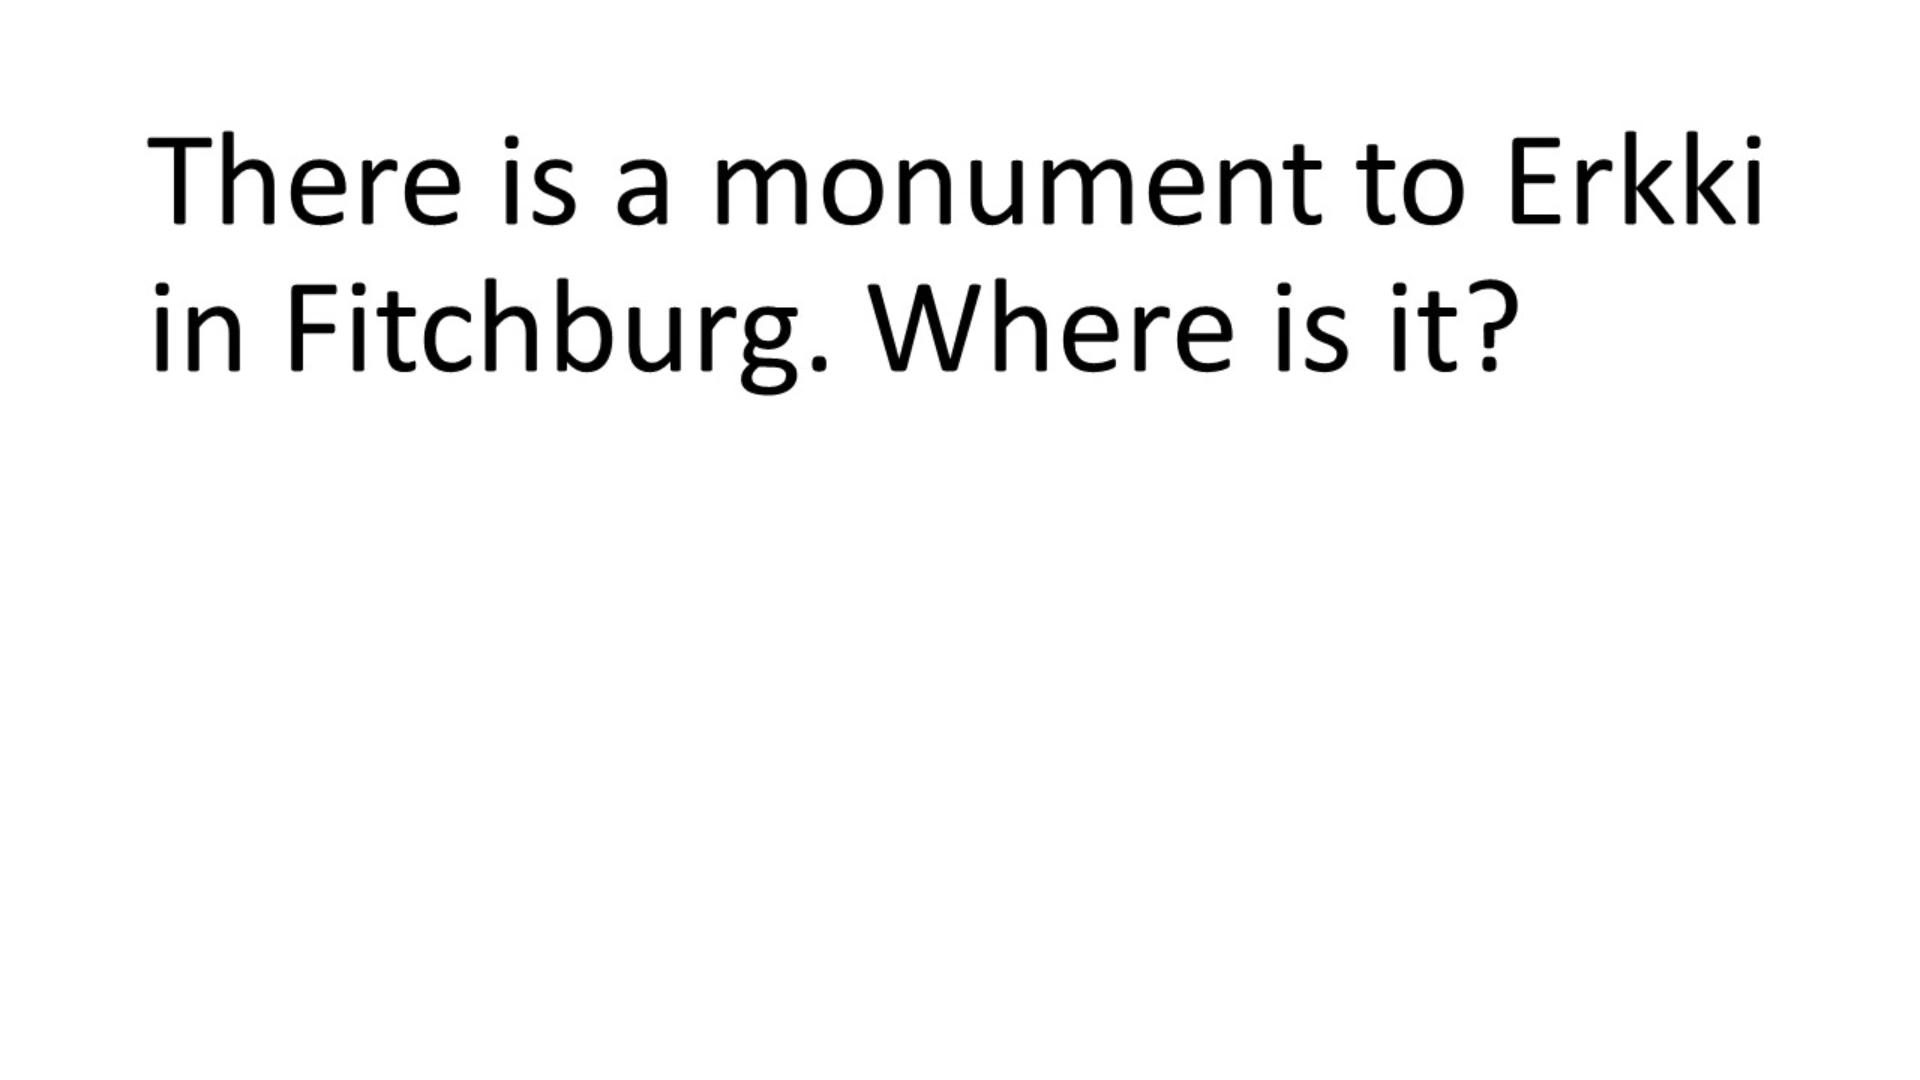 There is a monument to Erkki
in Fitchburg. Where is it?